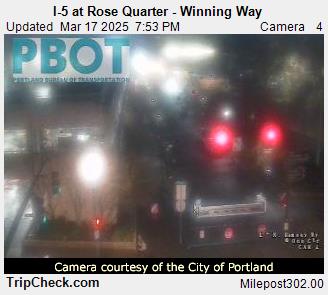 I-5 at Rose Quarter - Winning Way
Updated Mar 17 2025 7:53 PM Camera 4
PBOT
PORTLAND BUREAU OF TRANSPORTATION
Camera courtesy of the City of Portland
TripCheck.com Milepost302.00